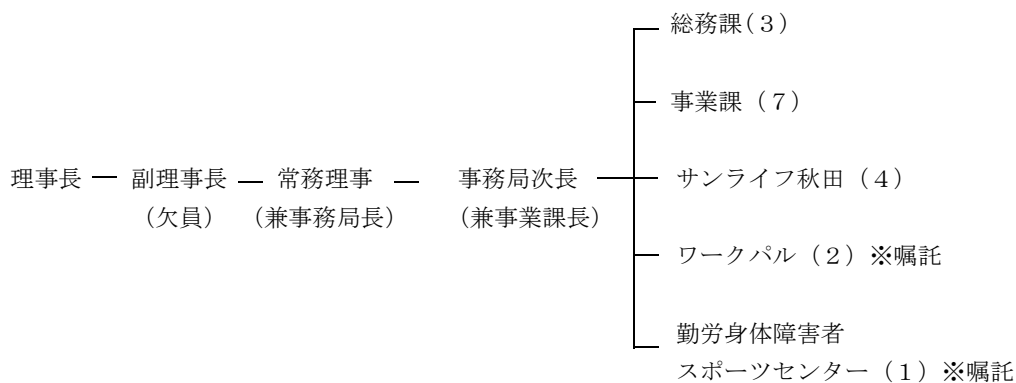 総務課(３)
事業課（７）
理事長
副理事長
（欠員）
常務理事
（兼事務局長）
事務局次長
（兼事業課長）
サンライフ秋田（４）
ワークパル（２）※嘱託
勤労身体障害者
スポーツセンター（１）※嘱託